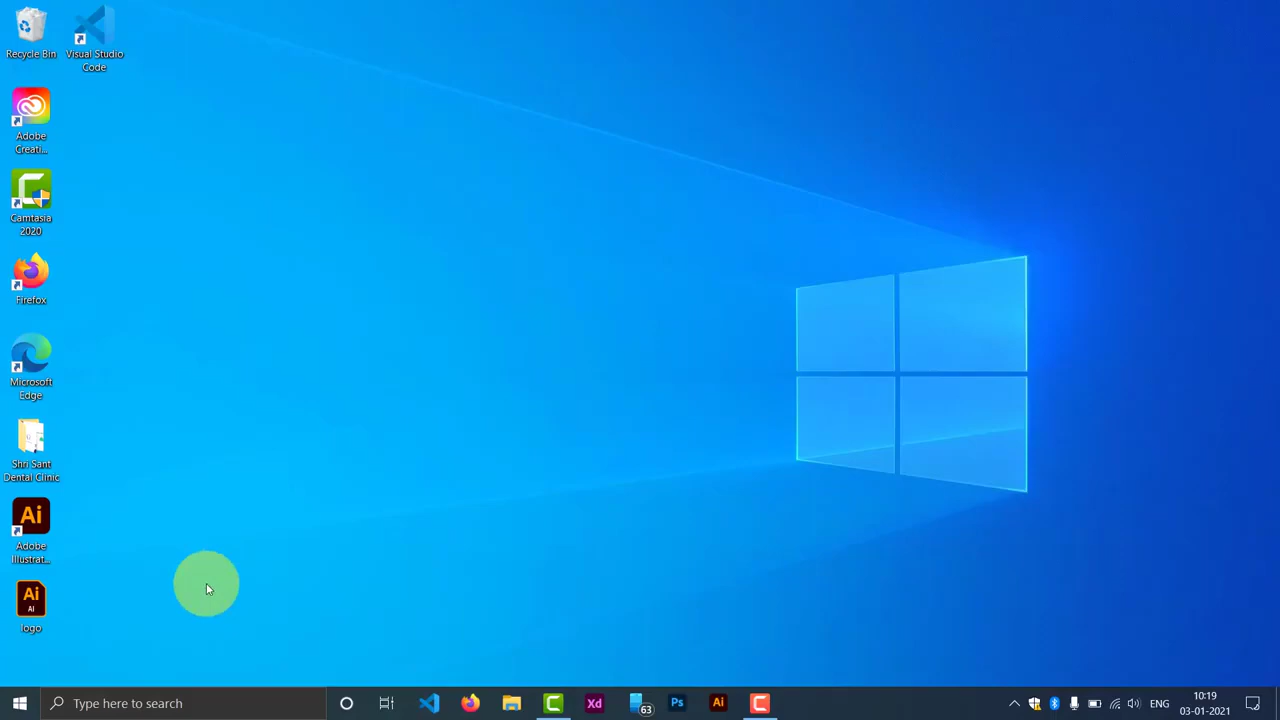 Recycle Bin
Visual Studio
Code
Adobe
Creati...
Camtasia
2020
Firefox
Microsoft
Edge
Shri Sant
Dental Clinic
Ai
Adobe
Illustrat...
Ai
AI
logo
Type here to search
Xd
63
Ps
Ai
ENG
10:19
03-01-2021